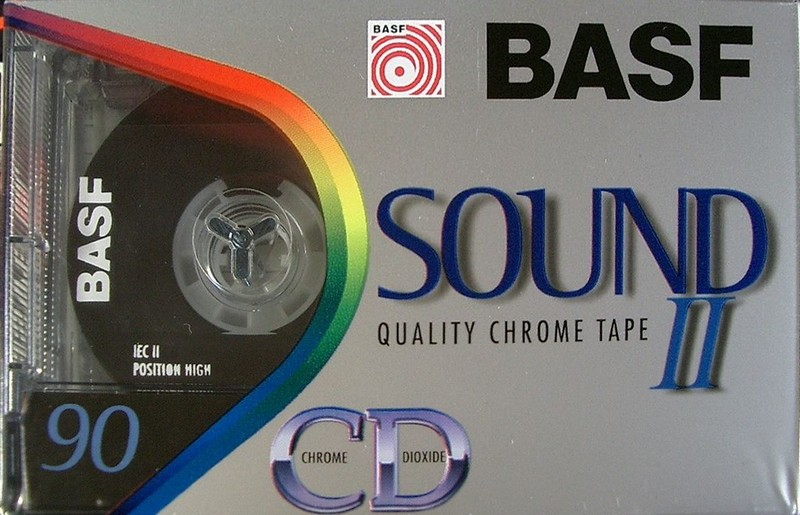 BASF
BASF
SOUND
II
QUALITY CHROME TAPE
BASF
IEC II
POSITION HIGH
90
CD
CHROME DIOXIDE